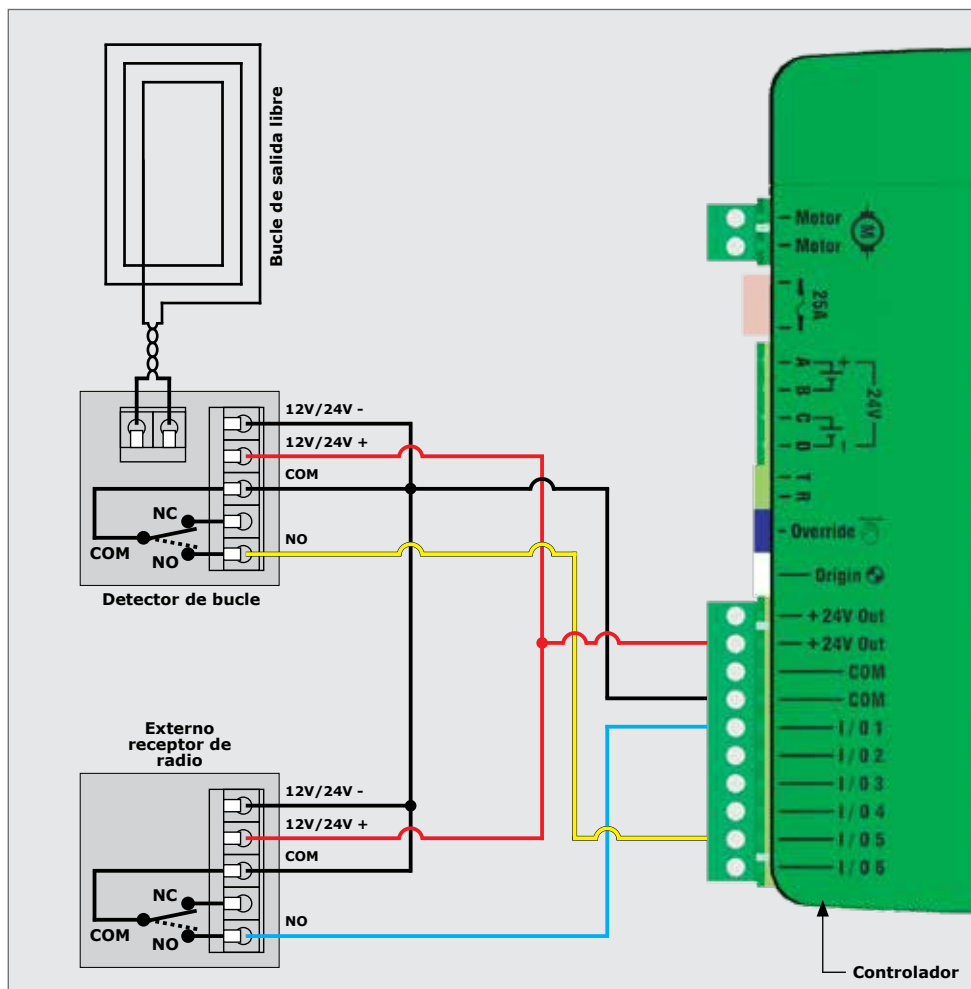 Bucle de salida libre
12V/24V -
12V/24V +
COM
NC
COM
NO
NO
Detector de bucle
Externo
receptor de
radio
12V/24V -
12V/24V +
COM
NC
COM
NO
NO
Motor
Motor
M
25A
A
B
C
D
+
24V
–
T
R
Override
Origin
+ 24V Out
+ 24V Out
COM
COM
I / O 1
I / O 2
I / O 3
I / O 4
I / O 5
I / O 6
Controlador